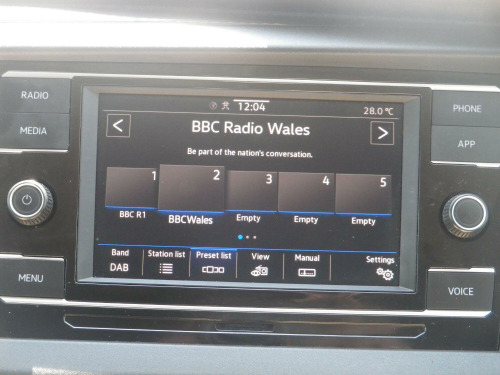 RADIO
MEDIA
MENU
12:04
28.0 ºC
BBC Radio Wales
Be part of the nation's conversation.
1
2
3
4
5
BBC R1
BBCWales
Empty
Empty
Empty
Band
Station list
Preset list
View
Manual
Settings
DAB
PHONE
APP
VOICE